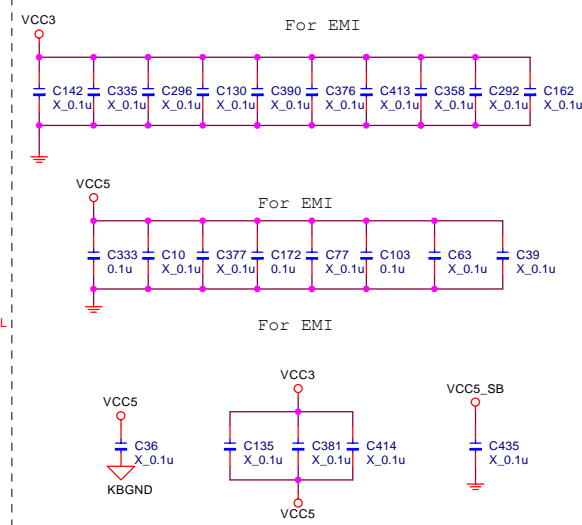 VCC3
For EMI
C142 C335 C296 C130 C390 C376 C413 C358 C292 C162
X_0.1u X_0.1u X_0.1u X_0.1u X_0.1u X_0.1u X_0.1u X_0.1u X_0.1u X_0.1u
VCC5
For EMI
C333 C10 C377 C172 C77 C103 C63 C39
0.1u X_0.1u X_0.1u 0.1u X_0.1u 0.1u X_0.1u X_0.1u
L
For EMI
VCC3
VCC5_SB
VCC5
C36 C135 C381 C414 C435
X_0.1u X_0.1u X_0.1u X_0.1u X_0.1u
KBGND
VCC5